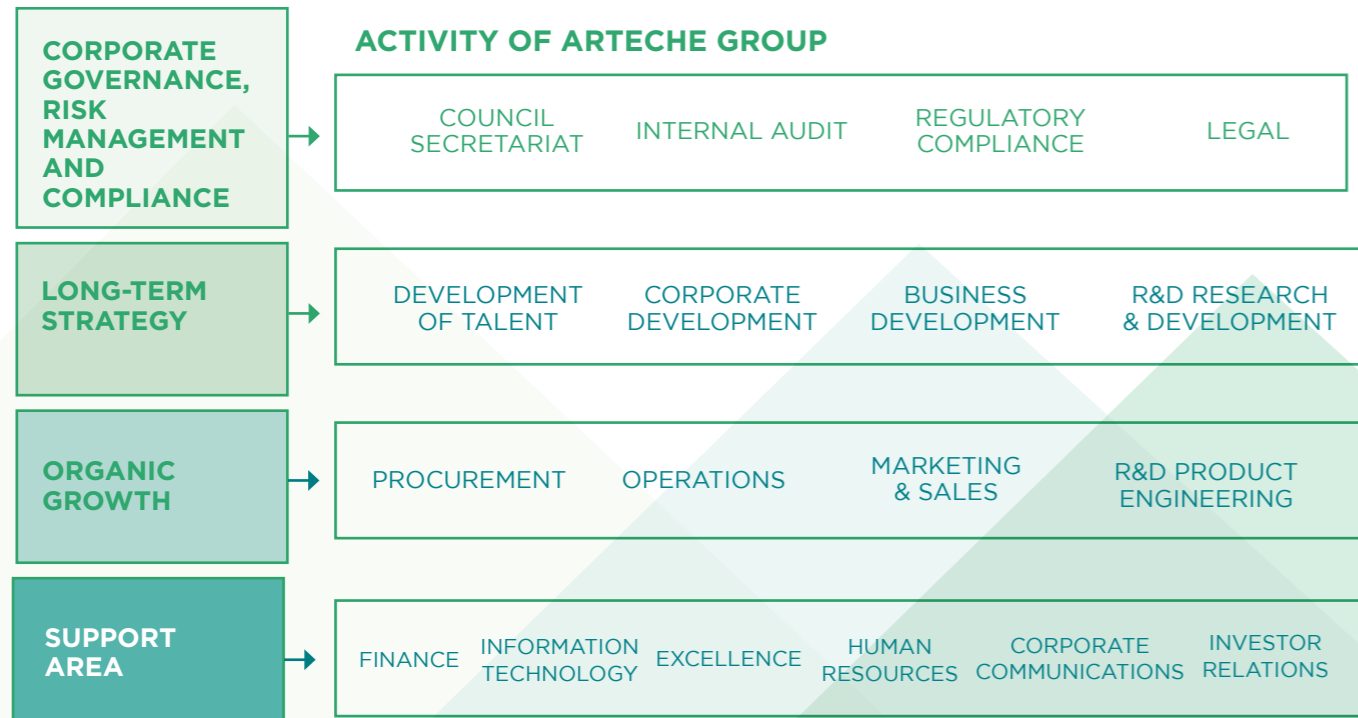 CORPORATE
GOVERNANCE,
RISK
MANAGEMENT
AND
COMPLIANCE
ACTIVITY OF ARTECHE GROUP
COUNCIL
SECRETARIAT
INTERNAL AUDIT
REGULATORY
COMPLIANCE
LEGAL
LONG-TERM
STRATEGY
DEVELOPMENT
OF TALENT
CORPORATE
DEVELOPMENT
BUSINESS
DEVELOPMENT
R&D RESEARCH
& DEVELOPMENT
ORGANIC
GROWTH
PROCUREMENT
OPERATIONS
MARKETING
& SALES
R&D PRODUCT
ENGINEERING
SUPPORT
AREA
FINANCE
INFORMATION
TECHNOLOGY
EXCELLENCE
HUMAN
RESOURCES
CORPORATE
COMMUNICATIONS
INVESTOR
RELATIONS